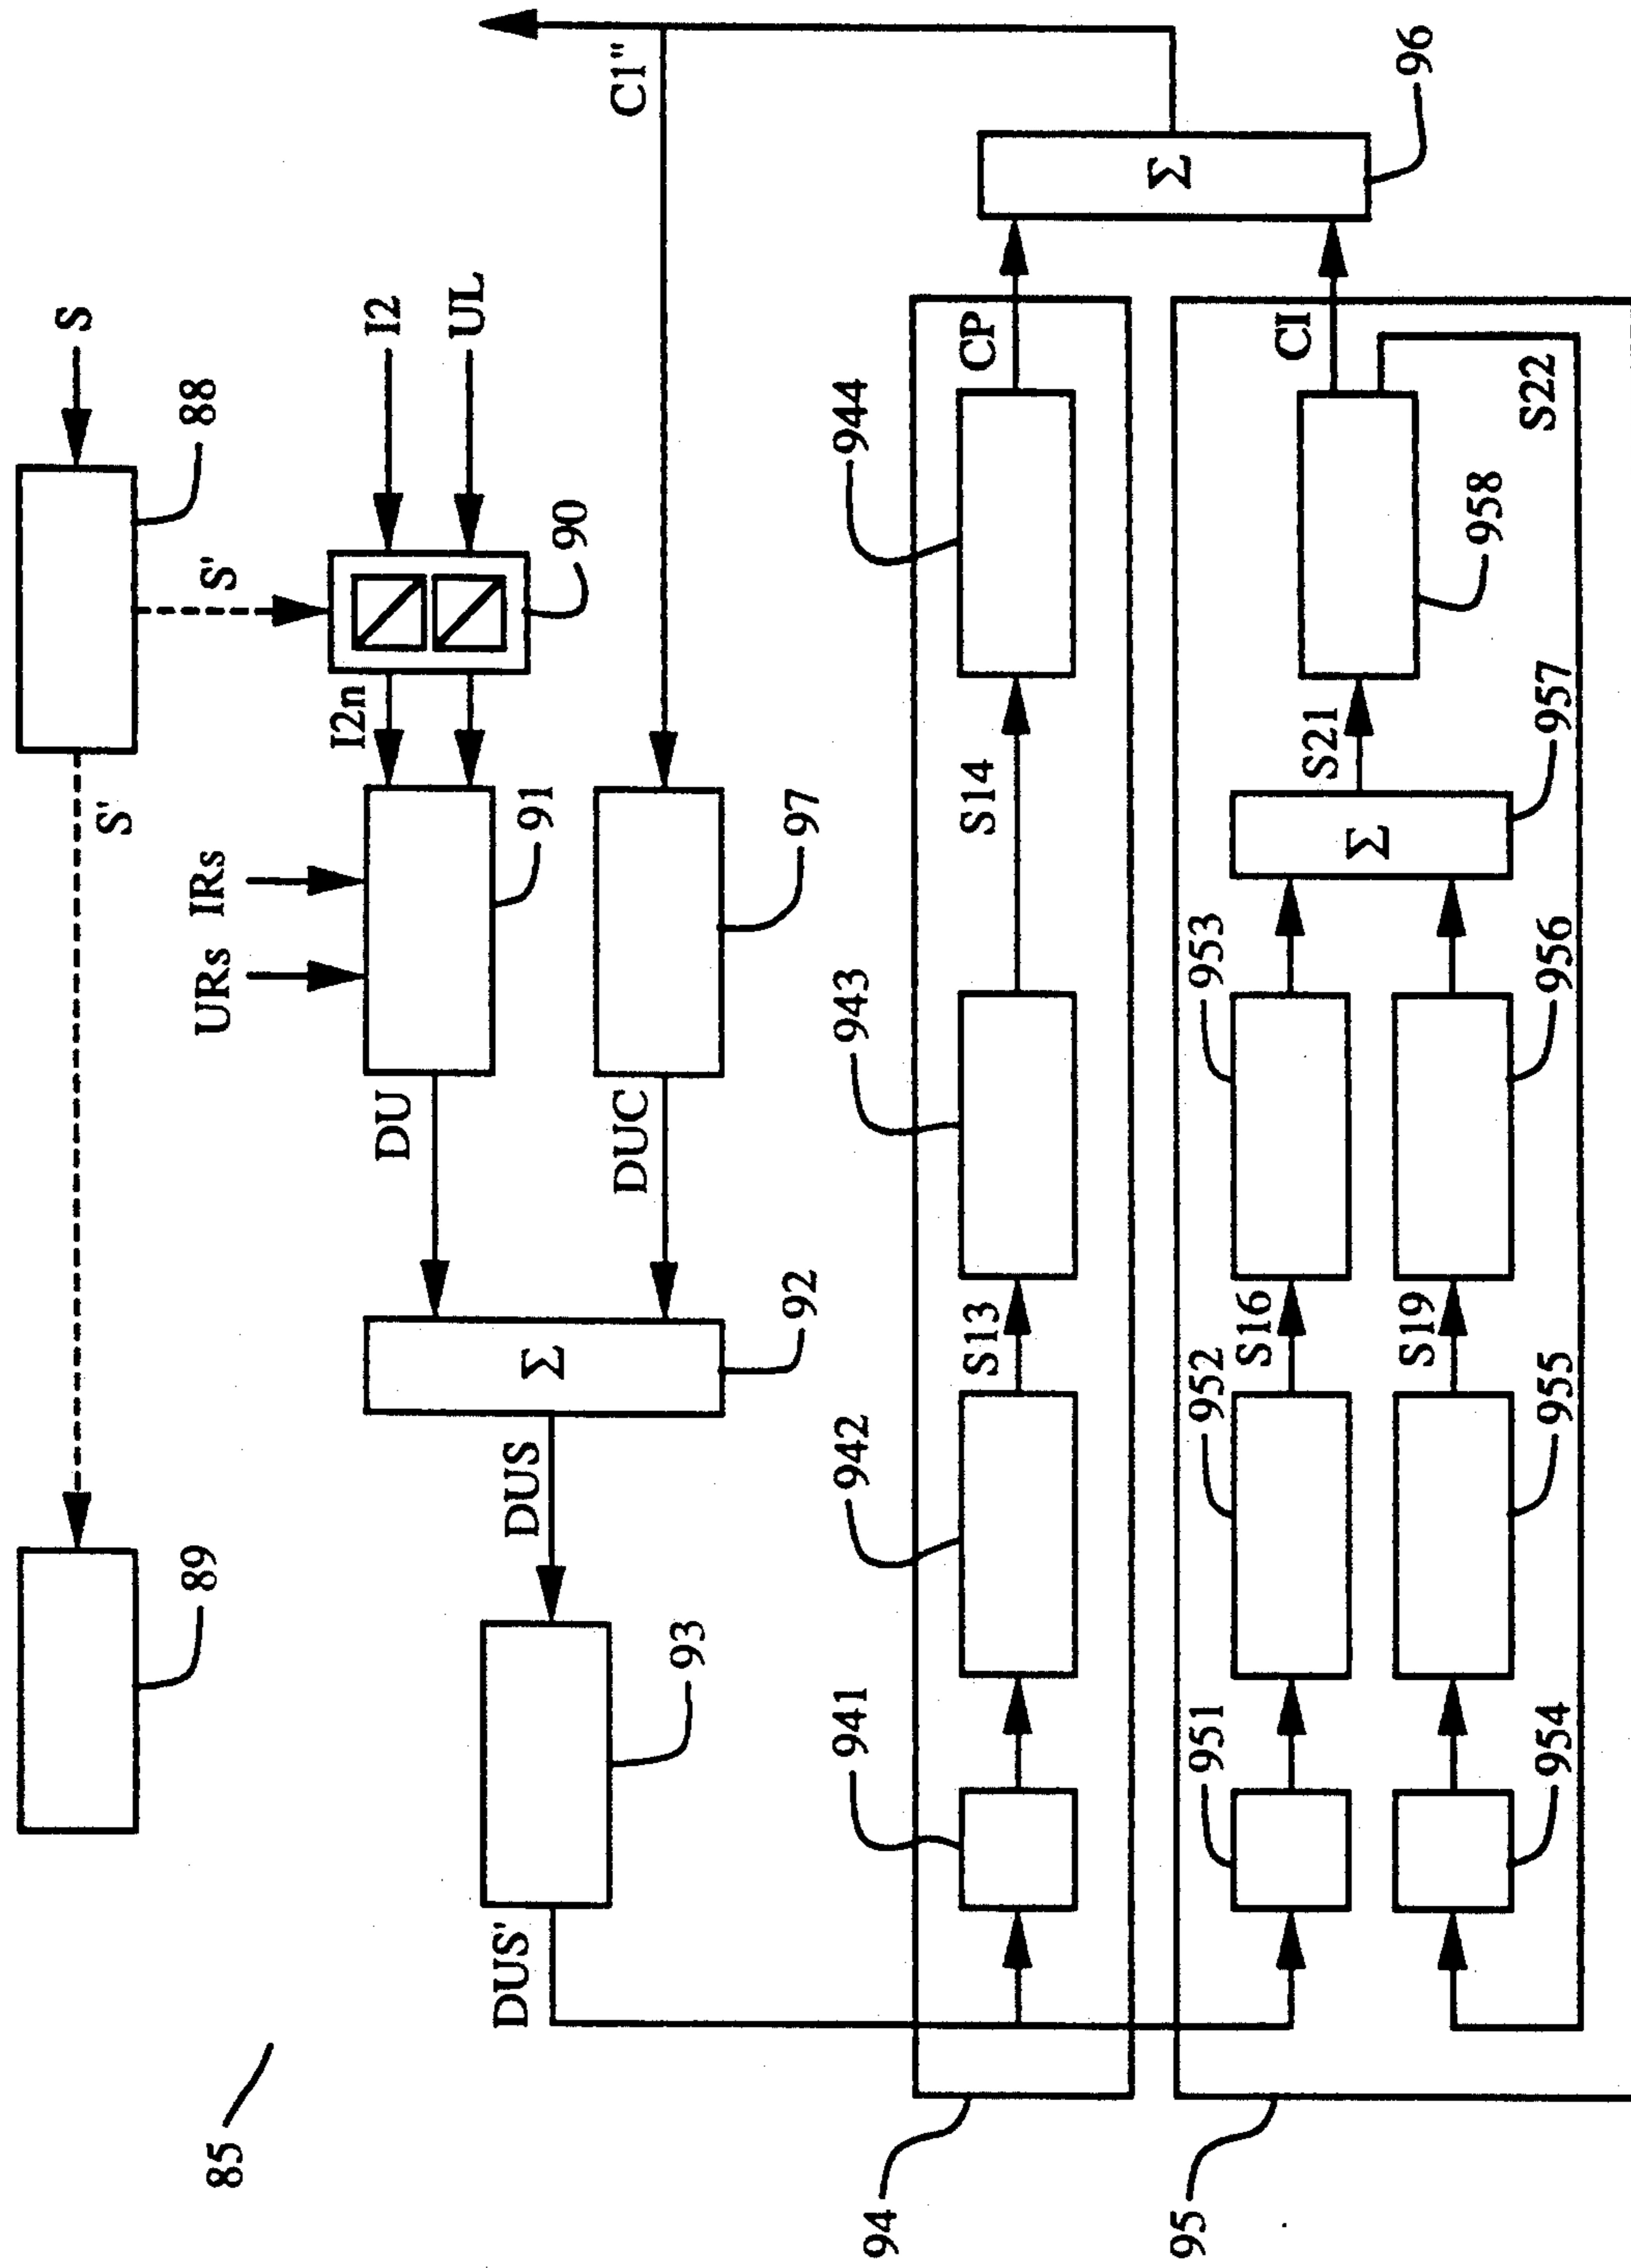 S
88
S'
S'
89
I2
UL
90
I2n
IRs
URs
91
DU
97
DUC
C1"
Σ
92
DUS
93
DUS'
85
94
941
942
S13
943
S14
944
CP
Σ
96
95
951
952
S16
953
954
955
S19
956
Σ
957
S21
958
CI
S22